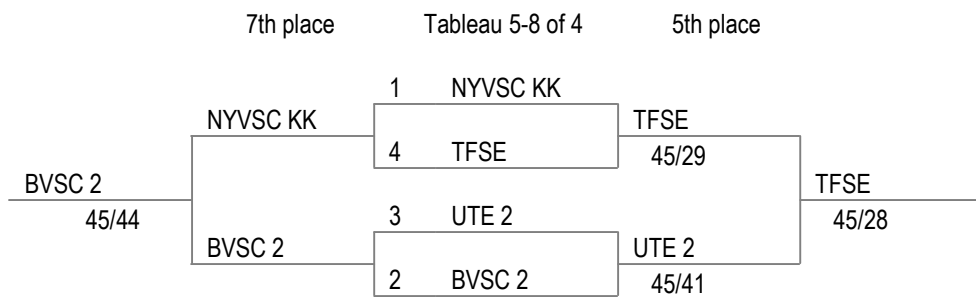 7th place Tableau 5-8 of 4 5th place
1 NYVSC KK
NYVSC KK TFSE
4 TFSE 45/29
BVSC 2 TFSE
45/44 3 UTE 2 45/28
BVSC 2 UTE 2
2 BVSC 2 45/41